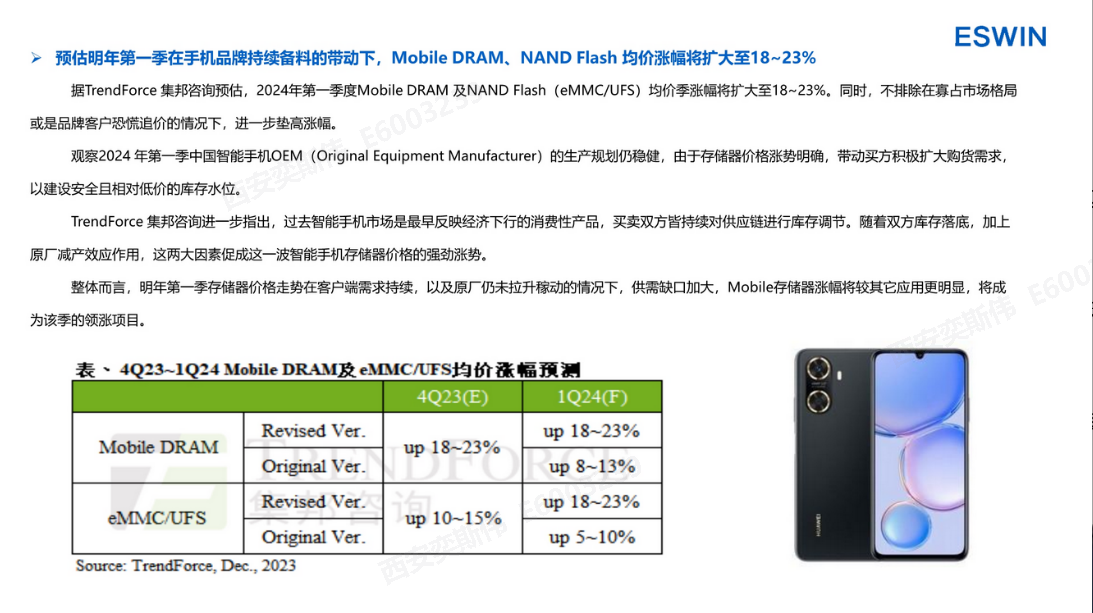 ESWIN
预估明年第一季在手机品牌持续备料的带动下，Mobile DRAM、NAND Flash 均价涨幅将扩大至18~23%
据TrendForce 集邦咨询预估，2024年第一季度Mobile DRAM 及NAND Flash（eMMC/UFS）均价季涨幅将扩大至18~23%。同时，不排除在寡占市场格局
或是品牌客户恐慌追价的情况下，进一步垫高涨幅。
观察2024 年第一季中国智能手机OEM（Original Equipment Manufacturer）的生产规划仍稳健，由于存储器价格涨势明确，带动买方积极扩大购货需求，
以建设安全且相对低价的库存水位。
TrendForce 集邦咨询进一步指出，过去智能手机市场是最早反映经济下行的消费性产品，买卖双方皆持续对供应链进行库存调节。随着双方库存落底，加上
原厂减产效应作用，这两大因素促成这一波智能手机存储器价格的强劲涨势。
整体而言，明年第一季存储器价格走势在客户端需求持续，以及原厂仍未拉升稼动的情况下，供需缺口加大，Mobile存储器涨幅将较其它应用更明显，将成
为该季的领涨项目。
表、4Q23~1Q24 Mobile DRAM及eMMC/UFS均价涨幅预测
4Q23(E) 1Q24(F)
Mobile DRAM Revised Ver. up 18~23% up 18~23%
Original Ver. up 8~13%
eMMC/UFS Revised Ver. up 10~15% up 18~23%
Original Ver. up 5~10%
Source: TrendForce, Dec., 2023
TRENDFORCE
集邦咨询
HUAWEI
西安奕斯伟
西安奕斯伟
西安奕斯伟